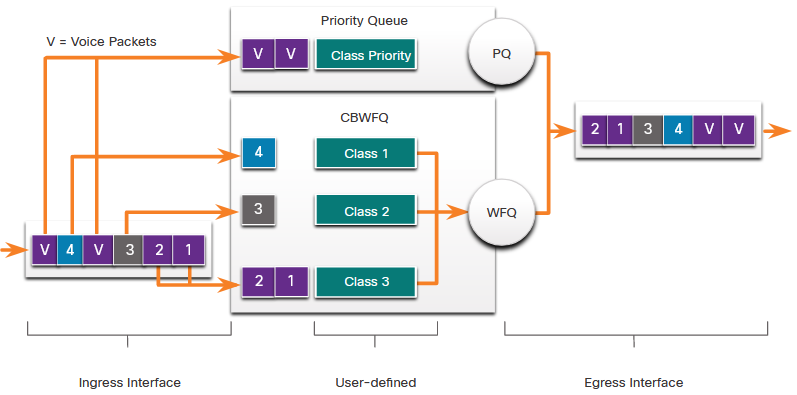 Priority Queue
V = Voice Packets
V V Class Priority
PQ
CBWFQ
2 1 3 4 V V
4 Class 1
3 Class 2
WFQ
V 4 V 3 2 1
2 1 Class 3
Ingress Interface
User-defined
Egress Interface